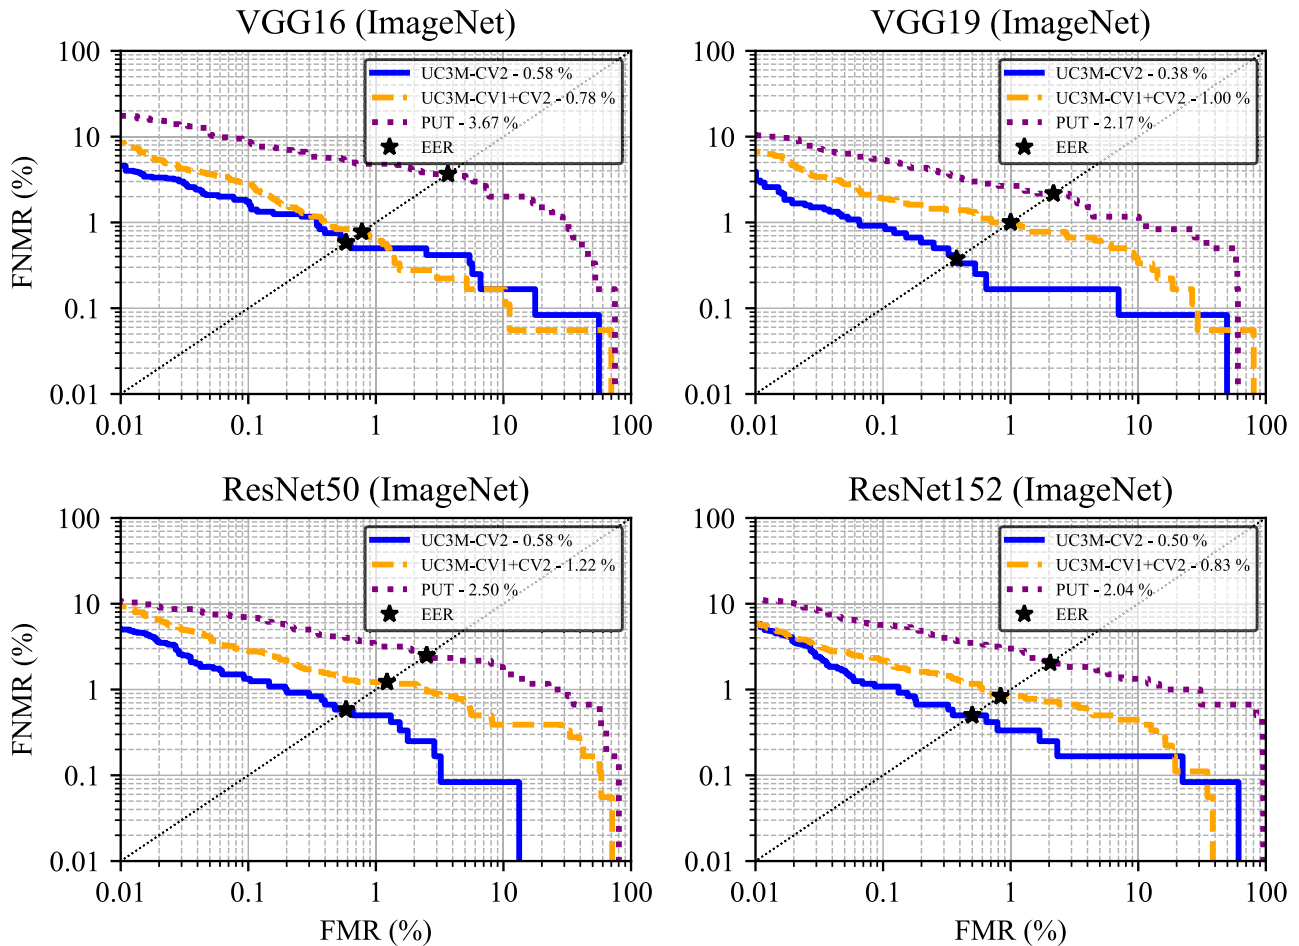 VGG16 (ImageNet)
FNMR (%)
100
10
1
0.1
0.01
UC3M-CV2 - 0.58 %
UC3M-CV1+CV2 - 0.78 %
PUT - 3.67 %
EER
0.01 0.1 1 10 100
VGG19 (ImageNet)
100
10
1
0.1
0.01
UC3M-CV2 - 0.38 %
UC3M-CV1+CV2 - 1.00 %
PUT - 2.17 %
EER
0.01 0.1 1 10 100
ResNet50 (ImageNet)
FNMR (%)
100
10
1
0.1
0.01
UC3M-CV2 - 0.58 %
UC3M-CV1+CV2 - 1.22 %
PUT - 2.50 %
EER
0.01 0.1 1 10 100
FMR (%)
ResNet152 (ImageNet)
100
10
1
0.1
0.01
UC3M-CV2 - 0.50 %
UC3M-CV1+CV2 - 0.83 %
PUT - 2.04 %
EER
0.01 0.1 1 10 100
FMR (%)